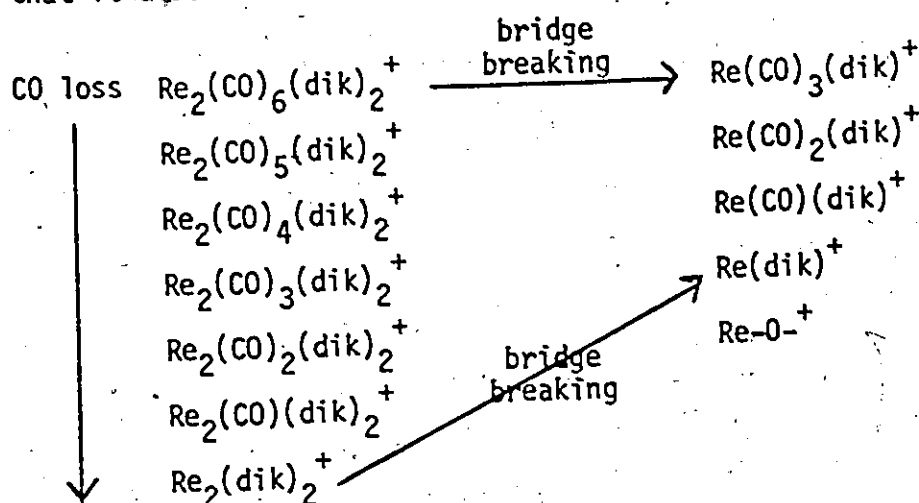 bridge
breaking
CO loss Re₂(CO)₆(dik)₂⁺ Re(CO)₃(dik)⁺
Re₂(CO)₅(dik)₂⁺ Re(CO)₂(dik)⁺
Re₂(CO)₄(dik)₂⁺ Re(CO)(dik)⁺
Re₂(CO)₃(dik)₂⁺ Re(dik)⁺
Re₂(CO)₂(dik)₂⁺ Re-O-⁺
bridge
breaking
Re₂(CO)(dik)₂⁺
Re₂(dik)₂⁺